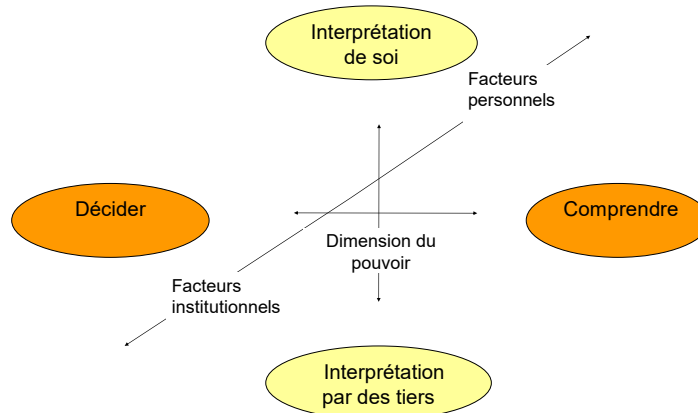 Interprétation
de soi
Facteurs
personnels
Décider
Comprendre
Dimension du
pouvoir
Facteurs
institutionnels
Interprétation
par des tiers